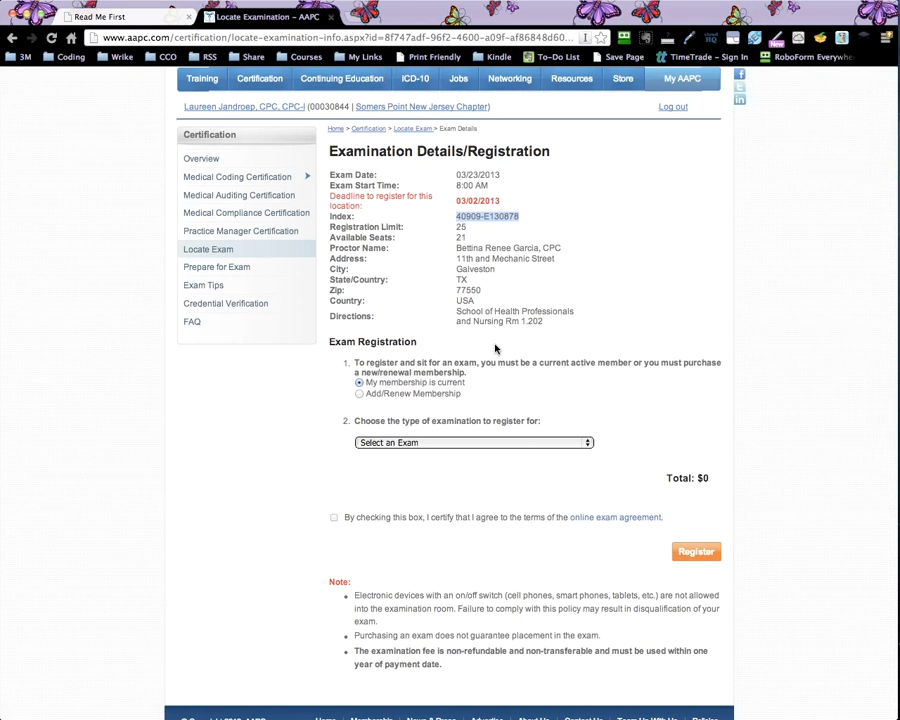 Read Me First
Locate Examination – AAPC
www.aapc.com/certification/locate-examination-info.aspx?id=8f747adf-96f2-4600-a09f-af86848d60...
3M Coding Wrike CCO RSS Share Courses My Links Print Friendly Kindle To-Do List Save Page TimeTrade - Sign In RoboForm Everywhe
Training Certification Continuing Education ICD-10 Jobs Networking Resources Store My AAPC
Laureen Jandroep, CPC, CPC-I (00030844 | Somers Point New Jersey Chapter) Log out
Certification
Overview
Medical Coding Certification
Medical Auditing Certification
Medical Compliance Certification
Practice Manager Certification
Locate Exam
Prepare for Exam
Exam Tips
Credential Verification
FAQ
Home > Certification > Locate Exam > Exam Details
Examination Details/Registration
Exam Date: 03/23/2013
Exam Start Time: 8:00 AM
Deadline to register for this location: 03/02/2013
Index: 40909-E130878
Registration Limit: 25
Available Seats: 21
Proctor Name: Bettina Renee Garcia, CPC
Address: 11th and Mechanic Street
City: Galveston
State/Country: TX
Zip: 77550
Country: USA
Directions: School of Health Professionals
and Nursing Rm 1.202
Exam Registration
1. To register and sit for an exam, you must be a current active member or you must purchase
a new/renewal membership.
My membership is current
Add/Renew Membership
2. Choose the type of examination to register for:
Select an Exam
Total: $0
By checking this box, I certify that I agree to the terms of the online exam agreement.
Register
Note:
Electronic devices with an on/off switch (cell phones, smart phones, tablets, etc.) are not allowed
into the examination room. Failure to comply with this policy may result in disqualification of your
exam.
Purchasing an exam does not guarantee placement in the exam.
The examination fee is non-refundable and non-transferable and must be used within one
year of payment date.